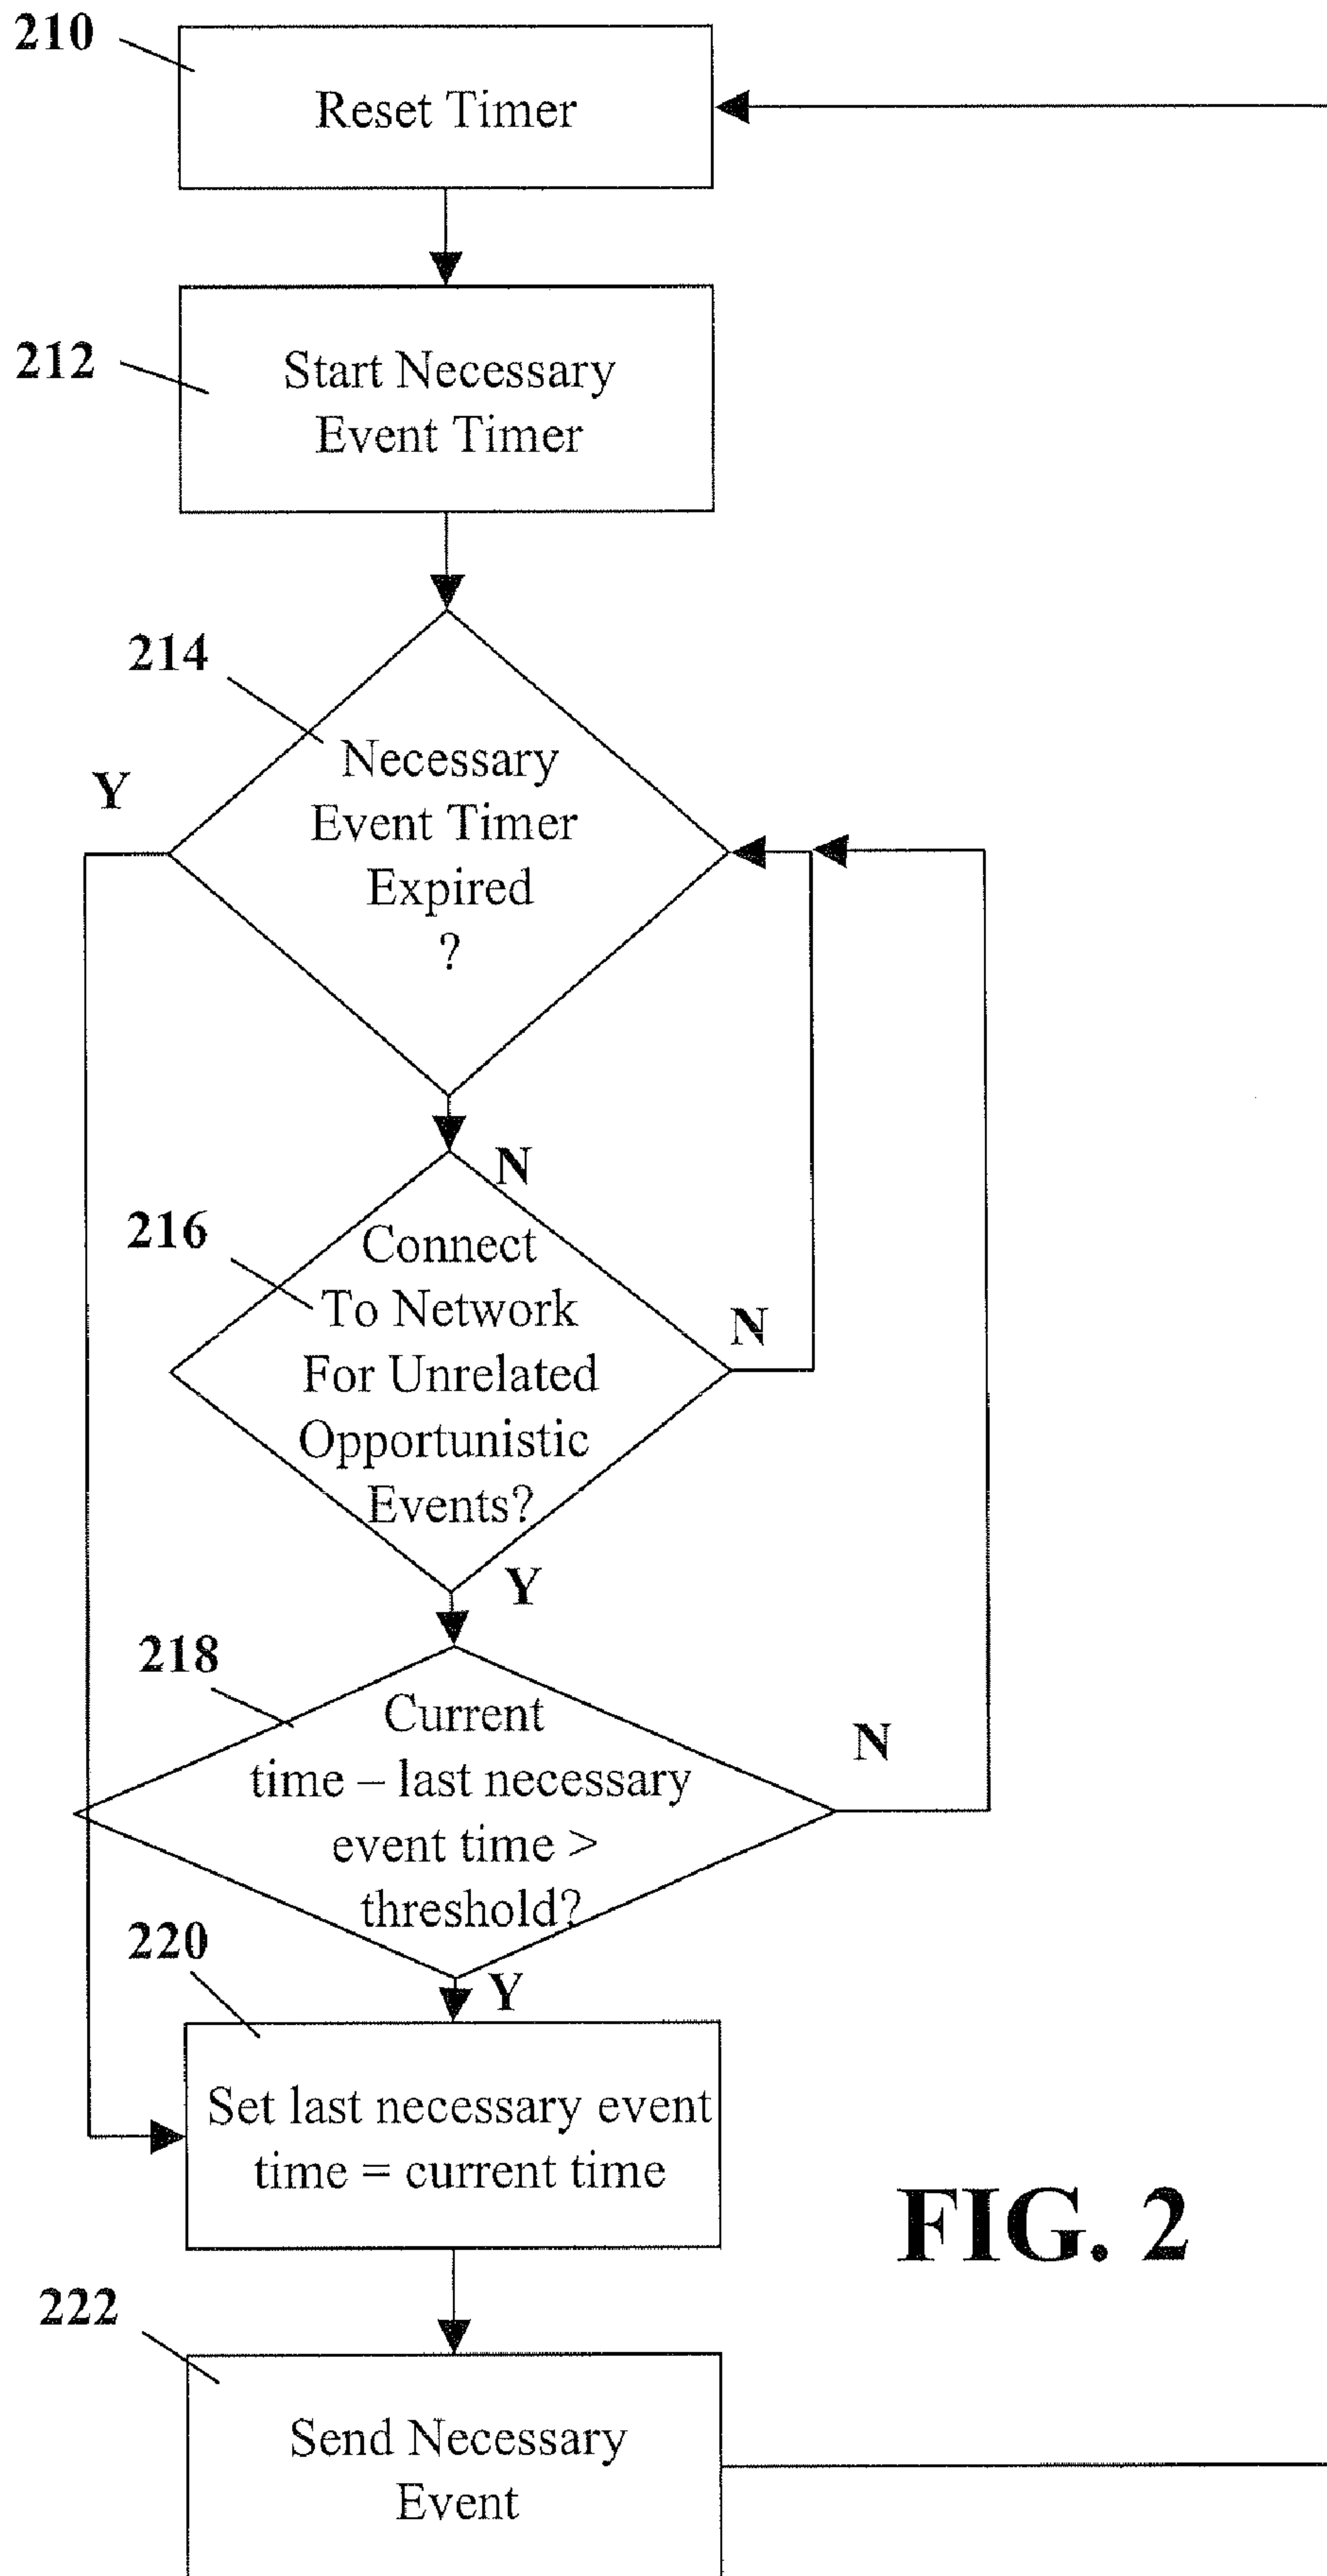 210
Reset Timer
212
Start Necessary
Event Timer
214
Necessary
Event Timer
Expired
?
Y
N
216
Connect
To Network
For Unrelated
Opportunistic
Events?
N
Y
218
Current
time – last necessary
event time >
threshold?
N
Y
220
Set last necessary event
time = current time
FIG. 2
222
Send Necessary
Event